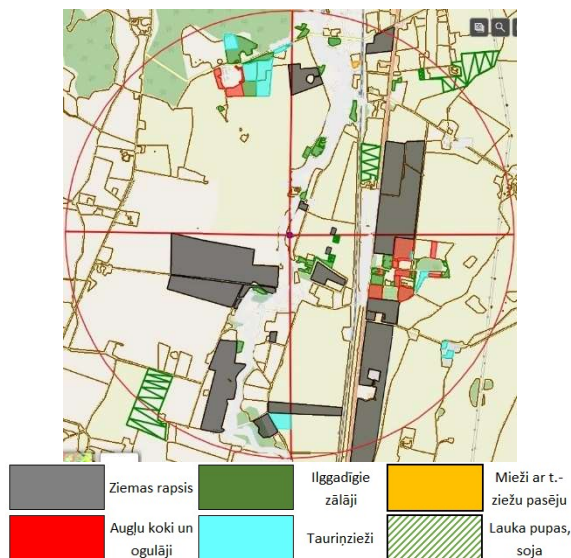 Ziemas rapsis
Ilggadīgie
zālāji
Mieži ar t.-
ziežu pasēju
Augļu koki un
ogulāji
Tauriņzieži
Lauka pupas,
soja